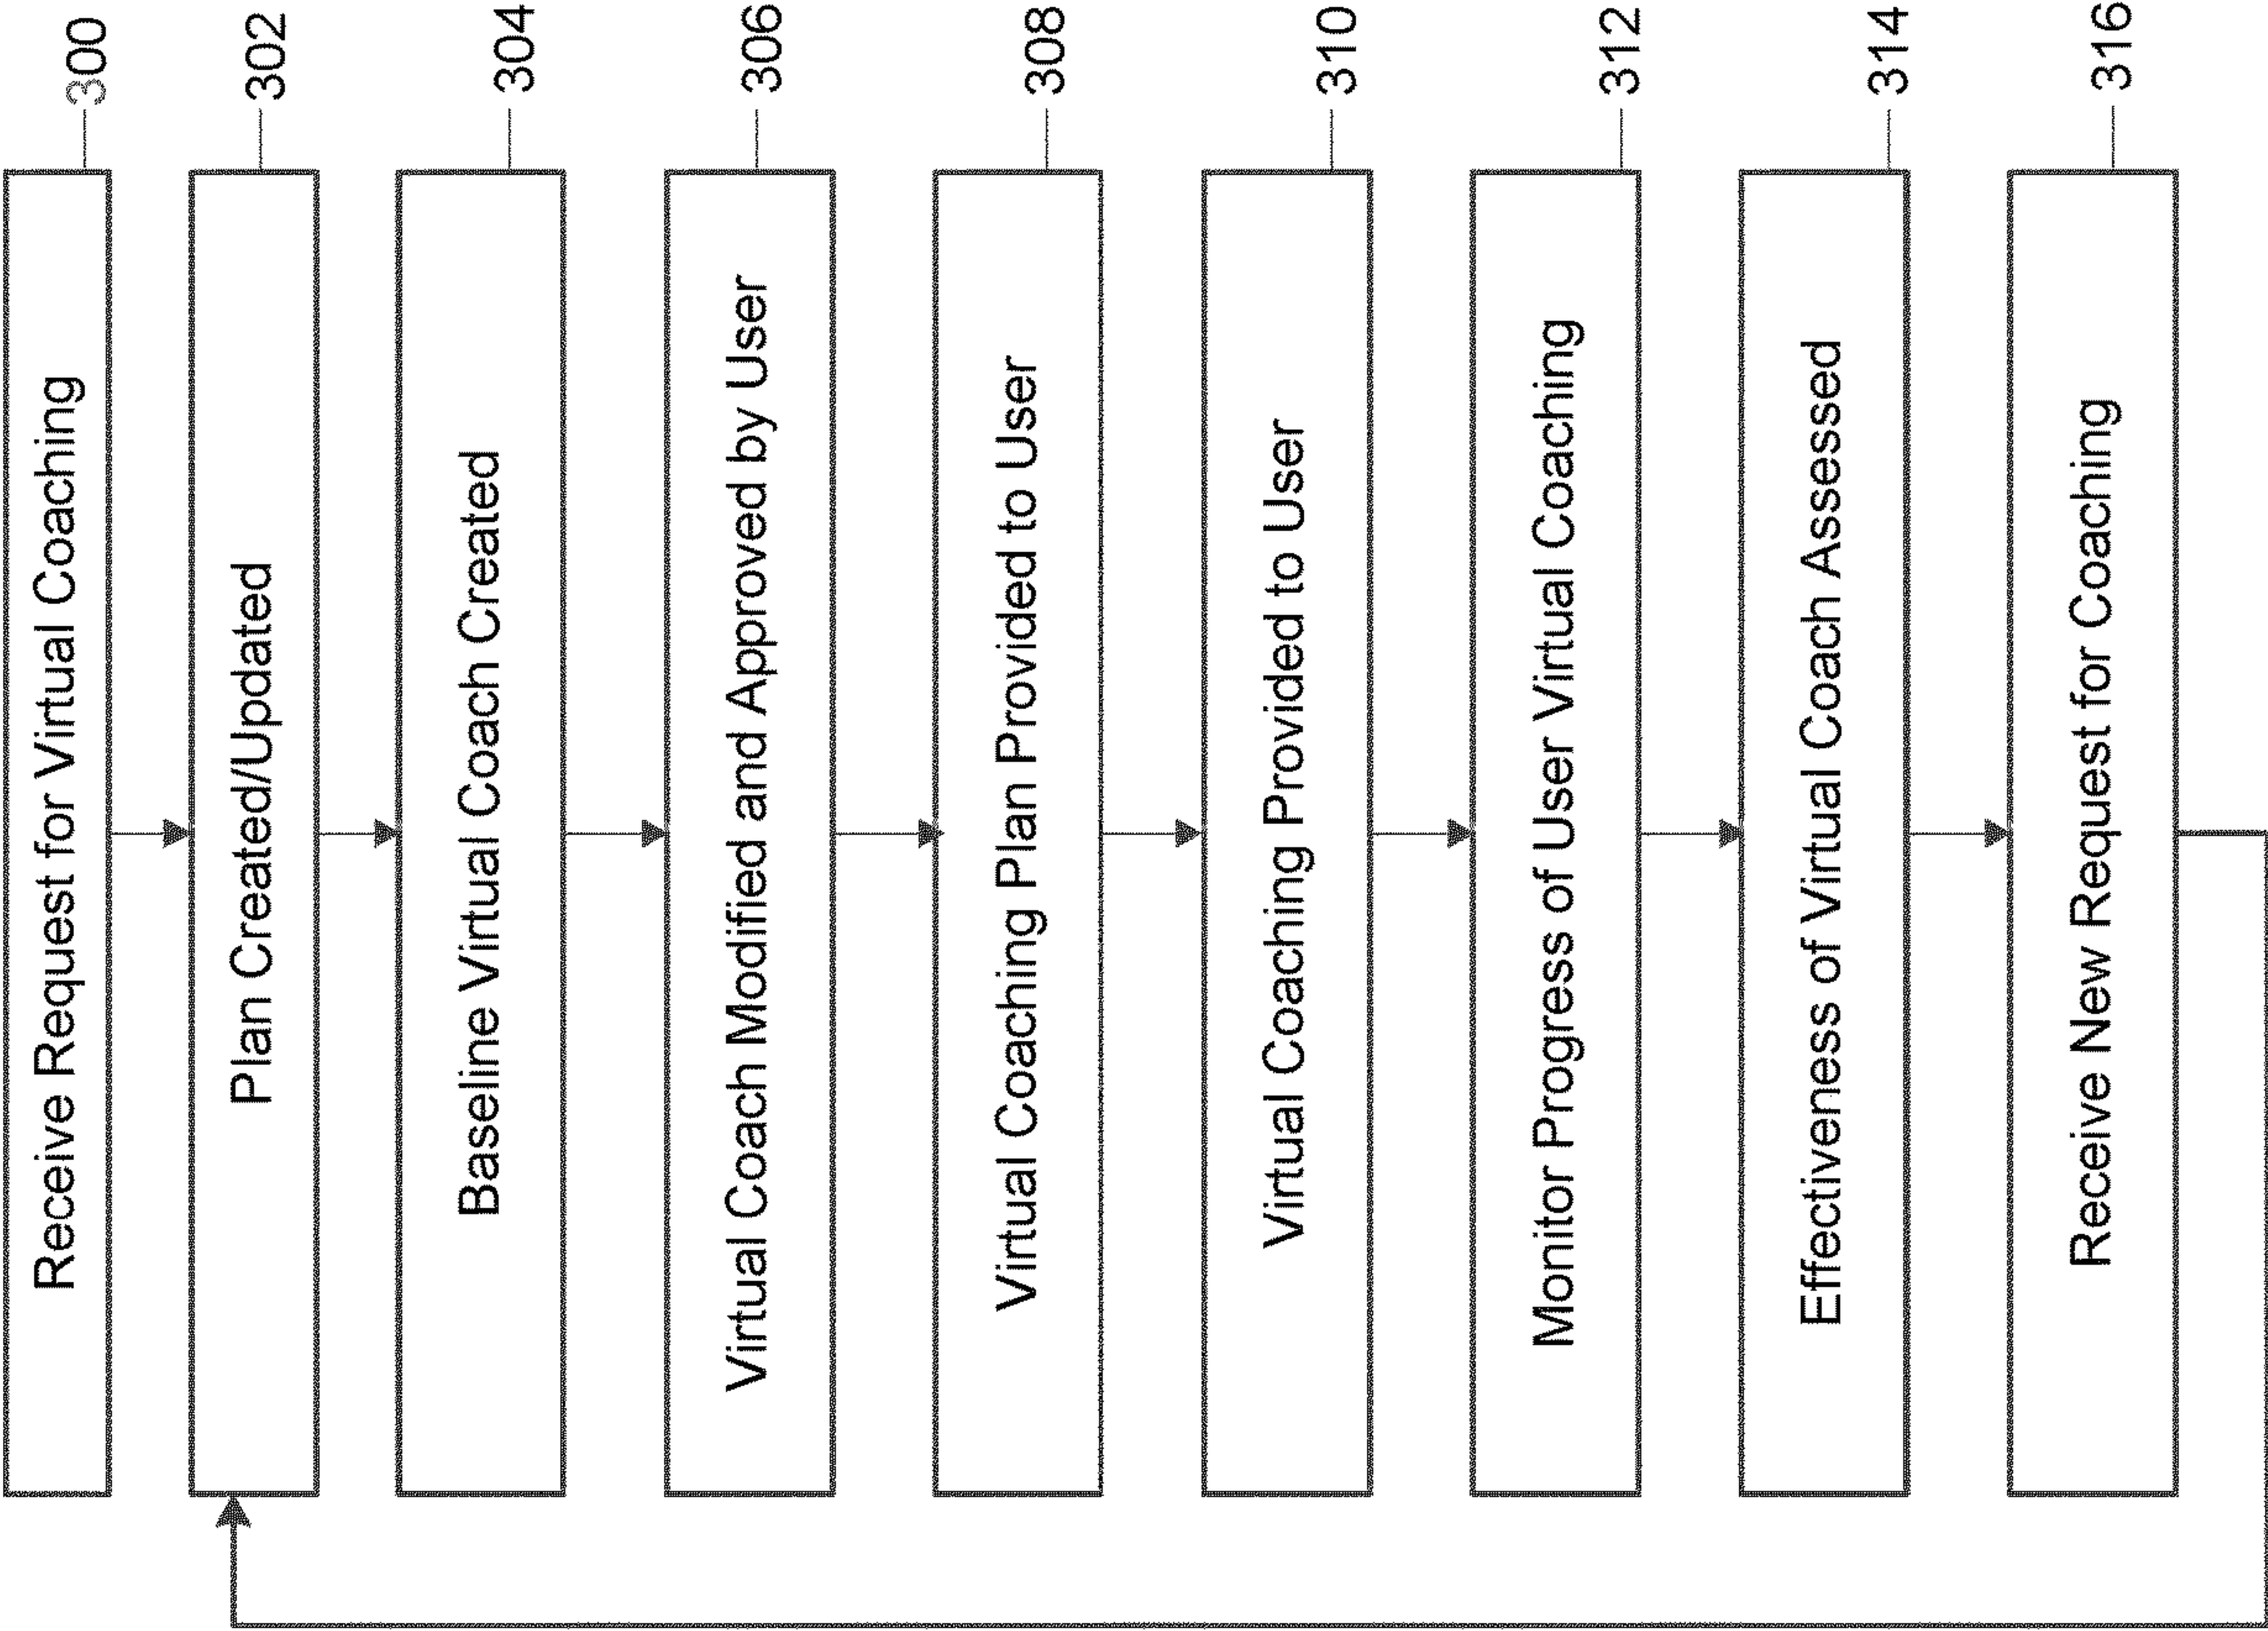 Receive Request for Virtual Coaching
300
Plan Created/Updated
302
Baseline Virtual Coach Created
304
Virtual Coach Modified and Approved by User
306
Virtual Coaching Plan Provided to User
308
Virtual Coaching Provided to User
310
Monitor Progress of User Virtual Coaching
312
Effectiveness of Virtual Coach Assessed
314
Receive New Request for Coaching
316